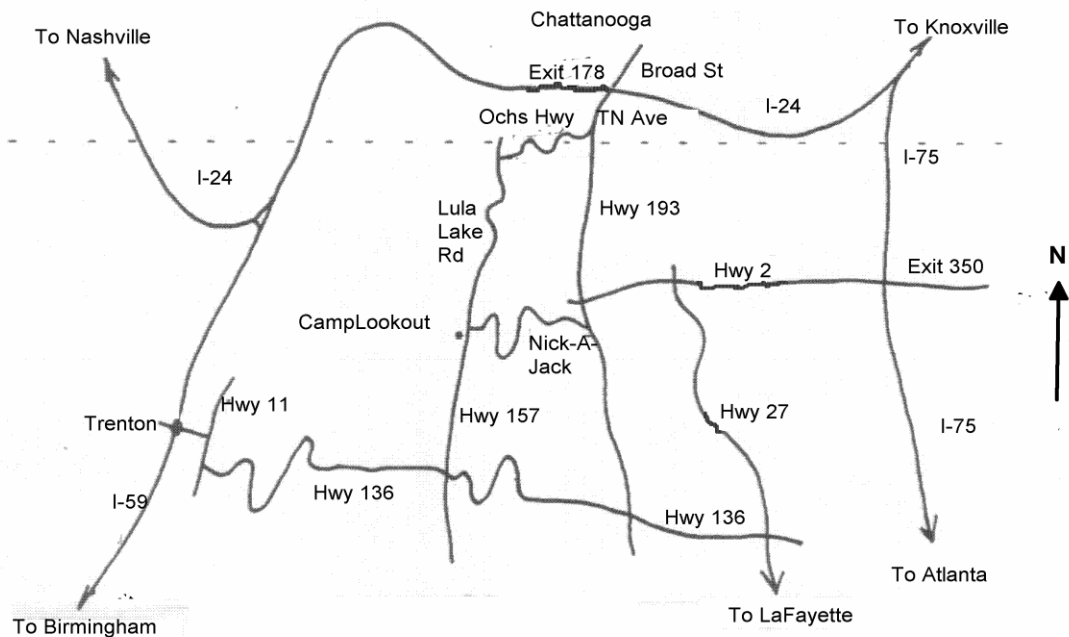 Chattanooga
To Nashville
To Knoxville
Exit 178
Broad St
I-24
Ochs Hwy
TN Ave
I-75
I-24
Lula
Lake
Rd
Hwy 193
N
Hwy 2
Exit 350
CampLookout
Nick-A-
Jack
Hwy 11
Hwy 157
Hwy 27
Trenton
I-75
Hwy 136
I-59
Hwy 136
To Atlanta
To LaFayette
To Birmingham